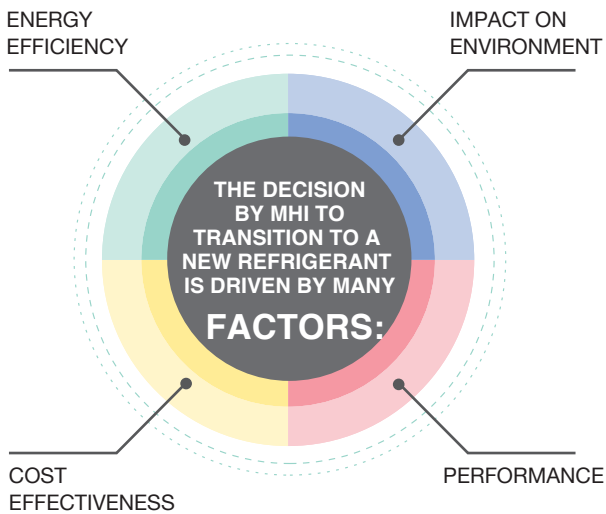 ENERGY
EFFICIENCY
IMPACT ON
ENVIRONMENT
THE DECISION
BY MHI TO
TRANSITION TO A
NEW REFRIGERANT
IS DRIVEN BY MANY
FACTORS:
COST
EFFECTIVENESS
PERFORMANCE